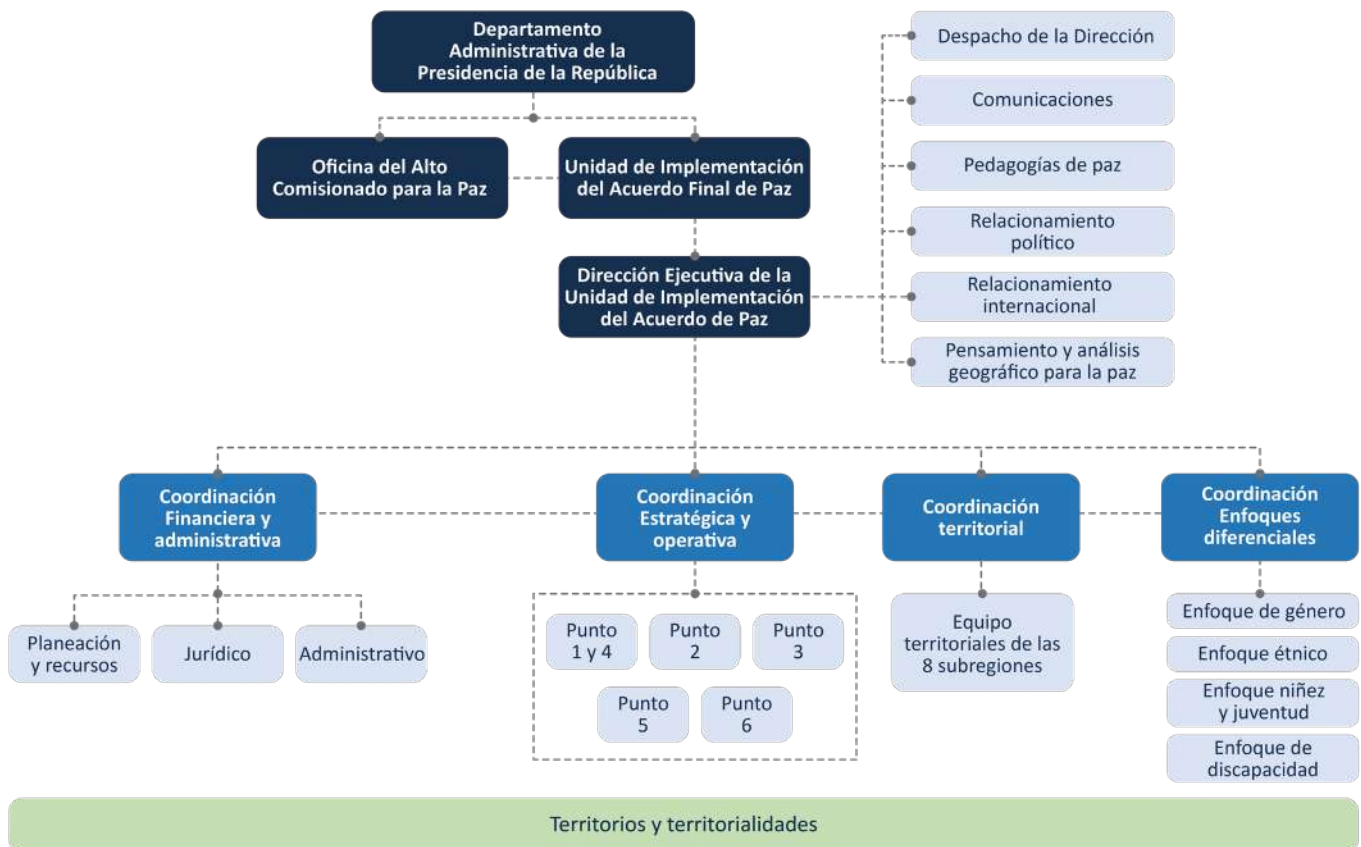 Departamento
Administrativa de la
Presidencia de la República
Oficina del Alto
Comisionado para la Paz
Unidad de Implementación
del Acuerdo Final de Paz
Dirección Ejecutiva de la
Unidad de Implementación
del Acuerdo de Paz
Despacho de la Dirección
Comunicaciones
Pedagogías de paz
Relacionamiento
político
Relacionamiento
internacional
Pensamiento y análisis
geográfico para la paz
Coordinación
Financiera y
administrativa
Planeación
y recursos
Jurídico
Administrativo
Coordinación
Estratégica y
operativa
Punto
1 y 4
Punto
2
Punto
3
Punto
5
Punto
6
Coordinación
territorial
Equipo
territoriales de las
8 subregiones
Coordinación
Enfoques
diferenciales
Enfoque de género
Enfoque étnico
Enfoque niñez
y juventud
Enfoque de
discapacidad
Territorios y territorialidades